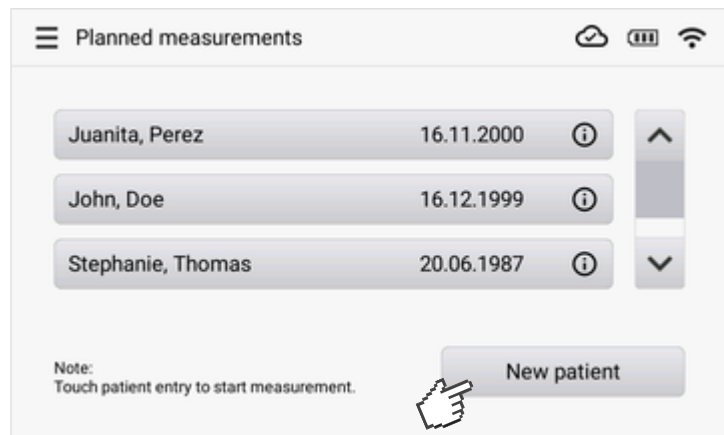 Planned measurements
Juanita, Perez 16.11.2000
John, Doe 16.12.1999
Stephanie, Thomas 20.06.1987
Note:
Touch patient entry to start measurement.
New patient